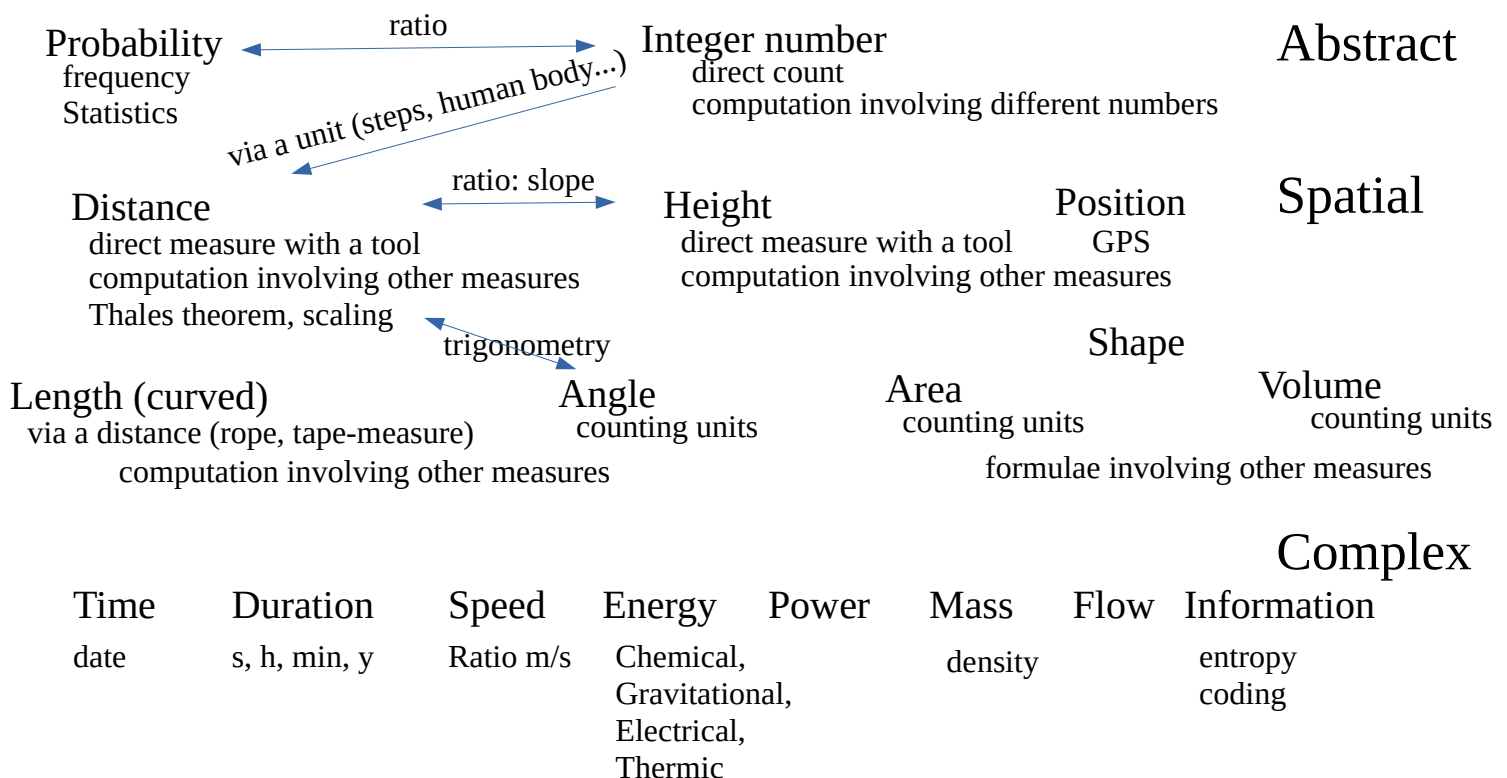 Probability
frequency
Statistics
ratio
Integer number
direct count
computation involving different numbers
Abstract
via a unit (steps, human body...)
Distance
direct measure with a tool
computation involving other measures
Thales theorem, scaling
ratio: slope
Height
direct measure with a tool
computation involving other measures
Position
GPS
Spatial
trigonometry
Shape
Length (curved)
via a distance (rope, tape-measure)
computation involving other measures
Angle
counting units
Area
counting units
Volume
counting units
formulae involving other measures
Complex
Time
date
Duration
s, h, min, y
Speed
Ratio m/s
Energy
Chemical,
Gravitational,
Electrical,
Thermic
Power
Mass
density
Flow
Information
entropy
coding